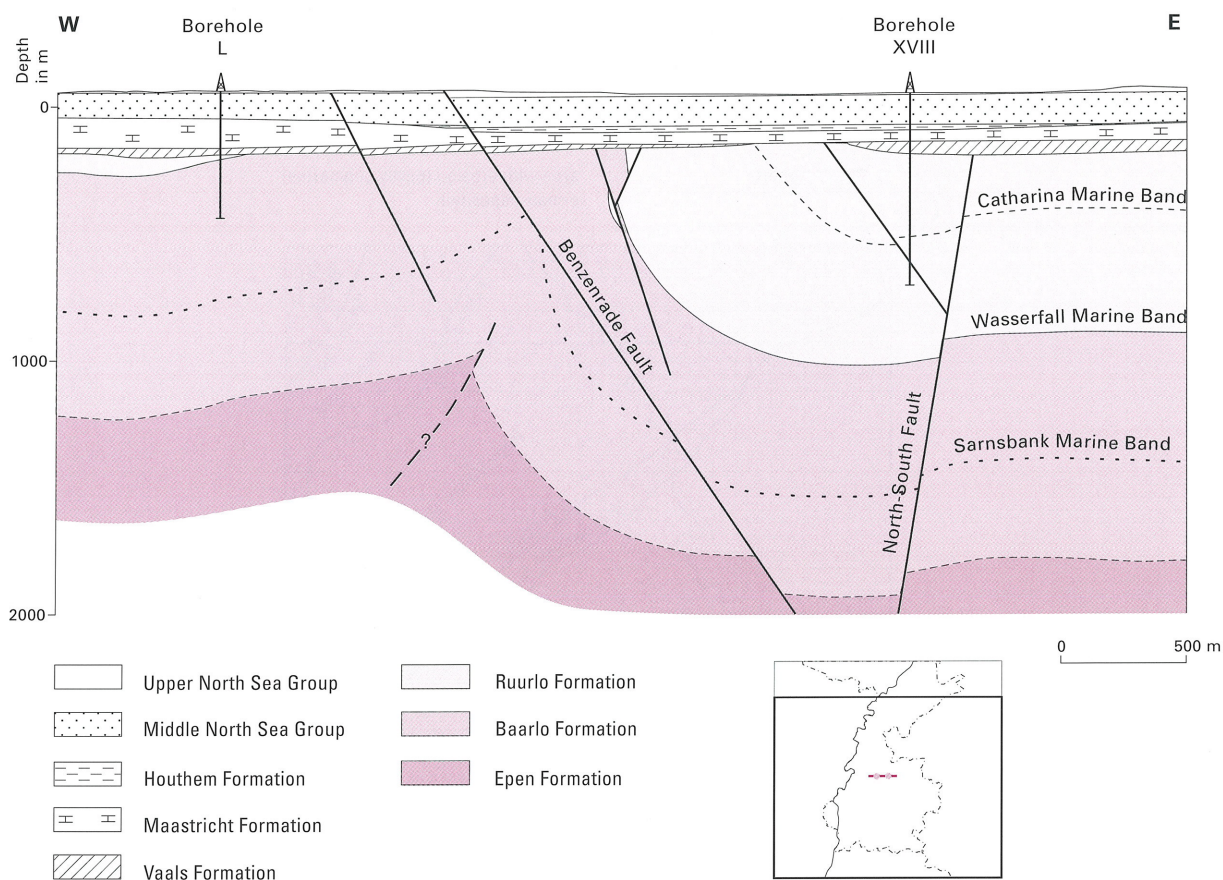 W
E
Borehole
L
Borehole
XVIII
Depth
in m
0
1000
2000
Catharina Marine Band
Wasserfall Marine Band
Sarnsbank Marine Band
Benzenrade Fault
North-South Fault
?
0
500 m
Upper North Sea Group
Middle North Sea Group
Houthem Formation
Maastricht Formation
Vaals Formation
Ruurlo Formation
Baarlo Formation
Epen Formation